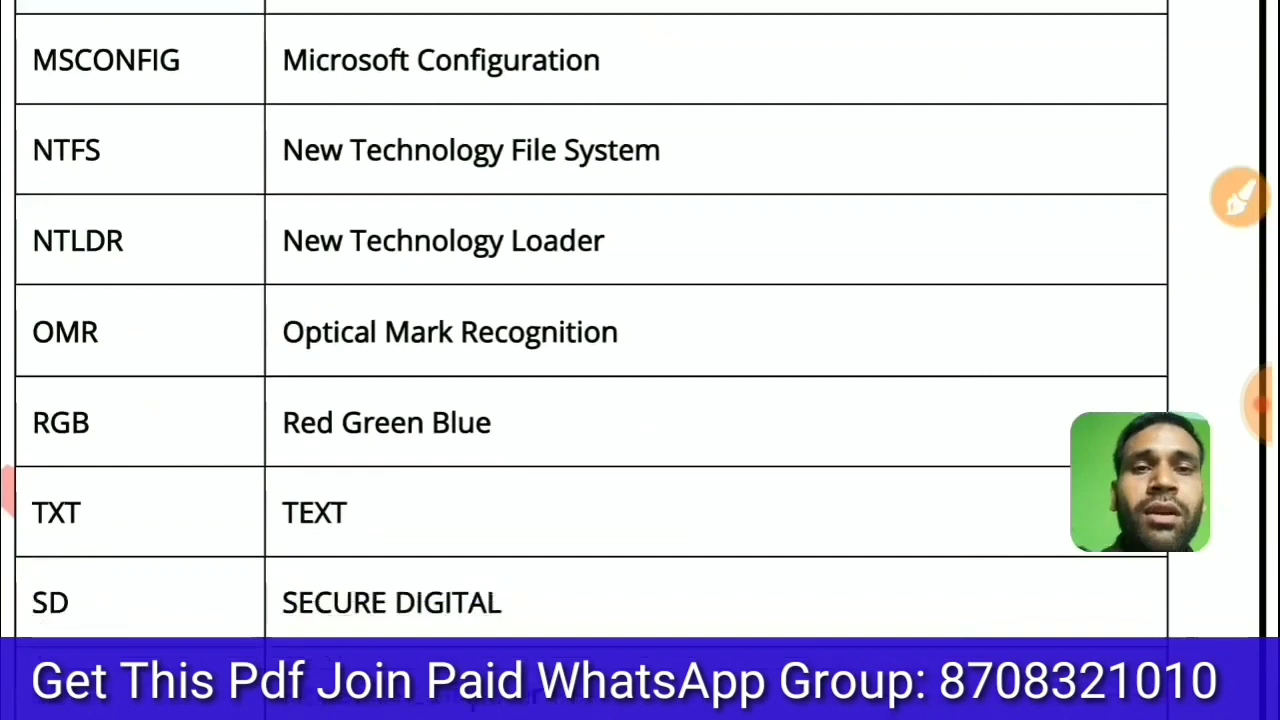 MSCONFIG Microsoft Configuration
NTFS New Technology File System
NTLDR New Technology Loader
OMR Optical Mark Recognition
RGB Red Green Blue
TXT TEXT
SD SECURE DIGITAL
Get This Pdf Join Paid WhatsApp Group: 8708321010